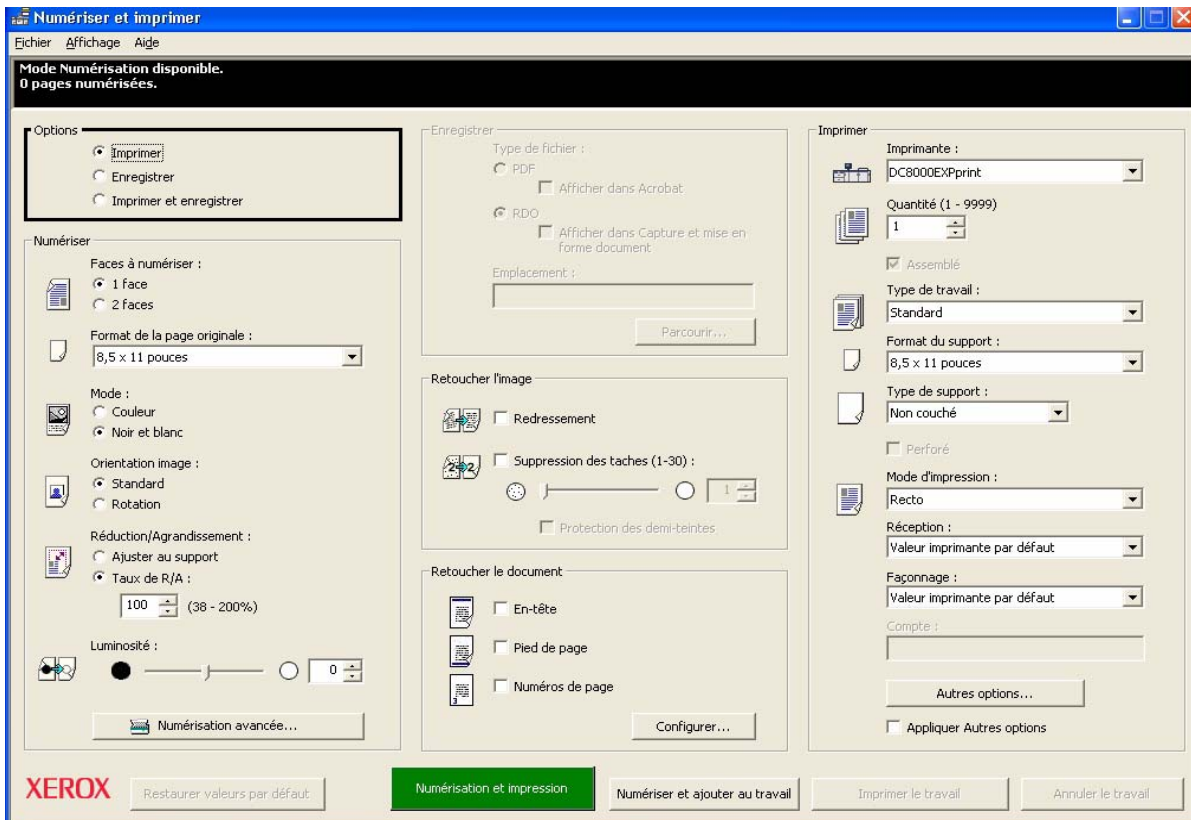 Numériser et imprimer
Fichier Affichage Aide
Mode Numérisation disponible.
0 pages numérisées.
Options
Imprimer
Enregistrer
Imprimer et enregistrer
Numériser
Faces à numériser :
1 face
2 faces
Format de la page originale :
8,5 x 11 pouces
Mode :
Couleur
Noir et blanc
Orientation image :
Standard
Rotation
Réduction/Agrandissement :
Ajuster au support
Taux de R/A :
100 (38 - 200%)
Luminosité :
0
Numérisation avancée...
Enregistrer
Type de fichier :
PDF
Afficher dans Acrobat
RDO
Afficher dans Capture et mise en
forme document
Emplacement :
Parcourir...
Retoucher l'image
Redressement
Suppression des taches (1-30) :
1
Protection des demi-teintes
Retoucher le document
En-tête
Pied de page
Numéros de page
Configurer...
Imprimer
Imprimante :
DC8000EXPprint
Quantité (1 - 9999)
1
Assemblé
Type de travail :
Standard
Format du support :
8,5 x 11 pouces
Type de support :
Non couché
Perforé
Mode d'impression :
Recto
Réception :
Valeur imprimante par défaut
Façonnage :
Valeur imprimante par défaut
Compte :
Autres options...
Appliquer Autres options
XEROX
Restaurer valeurs par défaut
Numérisation et impression
Numériser et ajouter au travail
Imprimer le travail
Annuler le travail